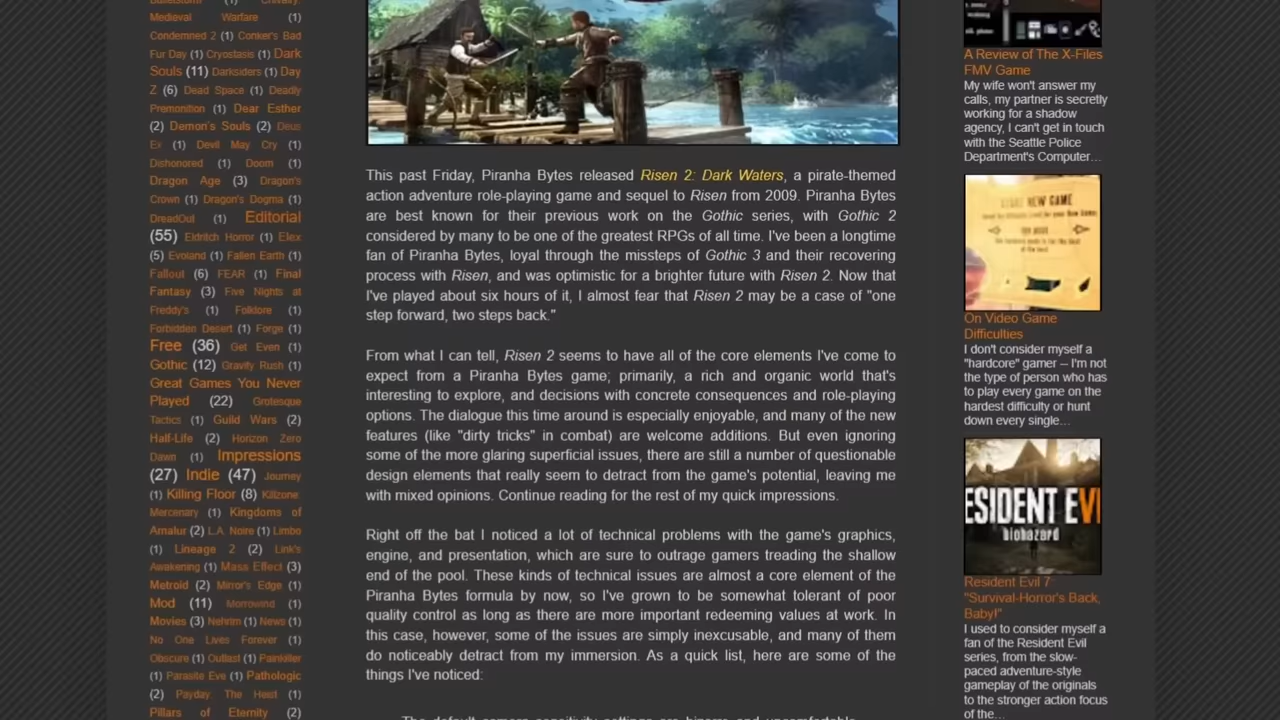 Medieval Warfare (1)
Condemned 2 (1) Conker's Bad
Fur Day (1) Cryostasis (1) Dark
Souls (11) Darksiders (1) Day
Z (6) Dead Space (1) Deadly
Premonition (1) Dear Esther
(2) Demon's Souls (2) Deus
Ex (1) Devil May Cry (1)
Dishonored (1) Doom (1)
Dragon Age (3) Dragon's
Crown (1) Dragon's Dogma (1)
DreadOut (1) Editorial
(55) Eldritch Horror (1) Elex
(5) Evoland (1) Fallen Earth (1)
Fallout (6) FEAR (1) Final
Fantasy (3) Five Nights at
Freddy's (1) Folklore (1)
Forbidden Desert (1) Forge (1)
Free (36) Get Even (1)
Gothic (12) Gravity Rush (1)
Great Games You Never
Played (22) Grotesque
Tactics (1) Guild Wars (2)
Half-Life (2) Horizon Zero
Dawn (1) Impressions
(27) Indie (47) Journey
(1) Killing Floor (8) Killzone:
Mercenary (1) Kingdoms of
Amalur (2) L.A. Noire (1) Limbo
(1) Lineage 2 (2) Link's
Awakening (1) Mass Effect (3)
Metroid (2) Mirror's Edge (1)
Mod (11) Morrowind (1)
Movies (3) Nehrim (1) News (1)
No One Lives Forever (1)
Obscure (1) Outlast (1) Painkiller
(1) Parasite Eve (1) Pathologic
(2) Payday: The Heist (1)
Pillars of Eternity (2)
This past Friday, Piranha Bytes released Risen 2: Dark Waters, a pirate-themed
action adventure role-playing game and sequel to Risen from 2009. Piranha Bytes
are best known for their previous work on the Gothic series, with Gothic 2
considered by many to be one of the greatest RPGs of all time. I've been a longtime
fan of Piranha Bytes, loyal through the missteps of Gothic 3 and their recovering
process with Risen, and was optimistic for a brighter future with Risen 2. Now that
I've played about six hours of it, I almost fear that Risen 2 may be a case of "one
step forward, two steps back."
From what I can tell, Risen 2 seems to have all of the core elements I've come to
expect from a Piranha Bytes game; primarily, a rich and organic world that's
interesting to explore, and decisions with concrete consequences and role-playing
options. The dialogue this time around is especially enjoyable, and many of the new
features (like "dirty tricks" in combat) are welcome additions. But even ignoring
some of the more glaring superficial issues, there are still a number of questionable
design elements that really seem to detract from the game's potential, leaving me
with mixed opinions. Continue reading for the rest of my quick impressions.
Right off the bat I noticed a lot of technical problems with the game's graphics,
engine, and presentation, which are sure to outrage gamers treading the shallow
end of the pool. These kinds of technical issues are almost a core element of the
Piranha Bytes formula by now, so I've grown to be somewhat tolerant of poor
quality control as long as there are more important redeeming values at work. In
this case, however, some of the issues are simply inexcusable, and many of them
do noticeably detract from my immersion. As a quick list, here are some of the
things I've noticed:
The default camera sensitivity settings are bizarre and uncomfortable
A Review of The X-Files
FMV Game
My wife won't answer my
calls, my partner is secretly
working for a shadow
agency, I can't get in touch
with the Seattle Police
Department's Computer...
NEW GAME
On Video Game
Difficulties
I don't consider myself a
"hardcore" gamer -- I'm not
the type of person who has
to play every game on the
hardest difficulty or hunt
down every single...
ESIDENT EVI
biohazard
Resident Evil 7:
"Survival-Horror's Back,
Baby!"
I used to consider myself a
fan of the Resident Evil
series, from the slow-
paced adventure-style
gameplay of the originals
to the stronger action focus
of the...